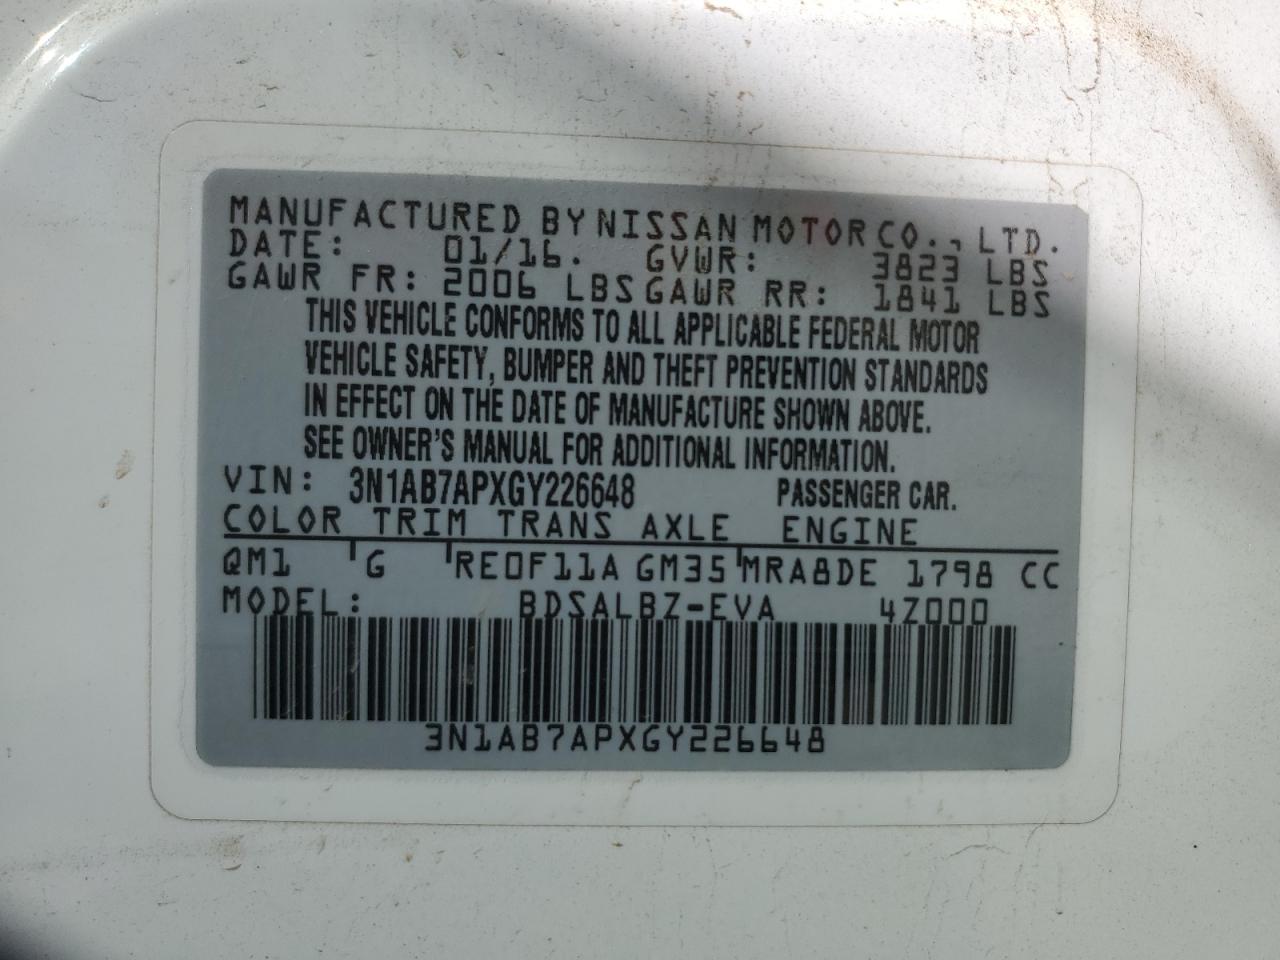 MANUFACTURED BY NISSAN MOTOR CO., LTD.
DATE: 01/16. GVWR: 3823 LBS
GAWR FR: 2006 LBS GAWR RR: 1841 LBS
THIS VEHICLE CONFORMS TO ALL APPLICABLE FEDERAL MOTOR
VEHICLE SAFETY, BUMPER AND THEFT PREVENTION STANDARDS
IN EFFECT ON THE DATE OF MANUFACTURE SHOWN ABOVE.
SEE OWNER'S MANUAL FOR ADDITIONAL INFORMATION.
VIN: 3N1AB7APXGY226648 PASSENGER CAR.
COLOR TRIM TRANS AXLE ENGINE
QM1 G RE0F11A GM35 MRA8DE 1798 CC
MODEL: BDSALBZ-EVA 4Z000
3N1AB7APXGY226648